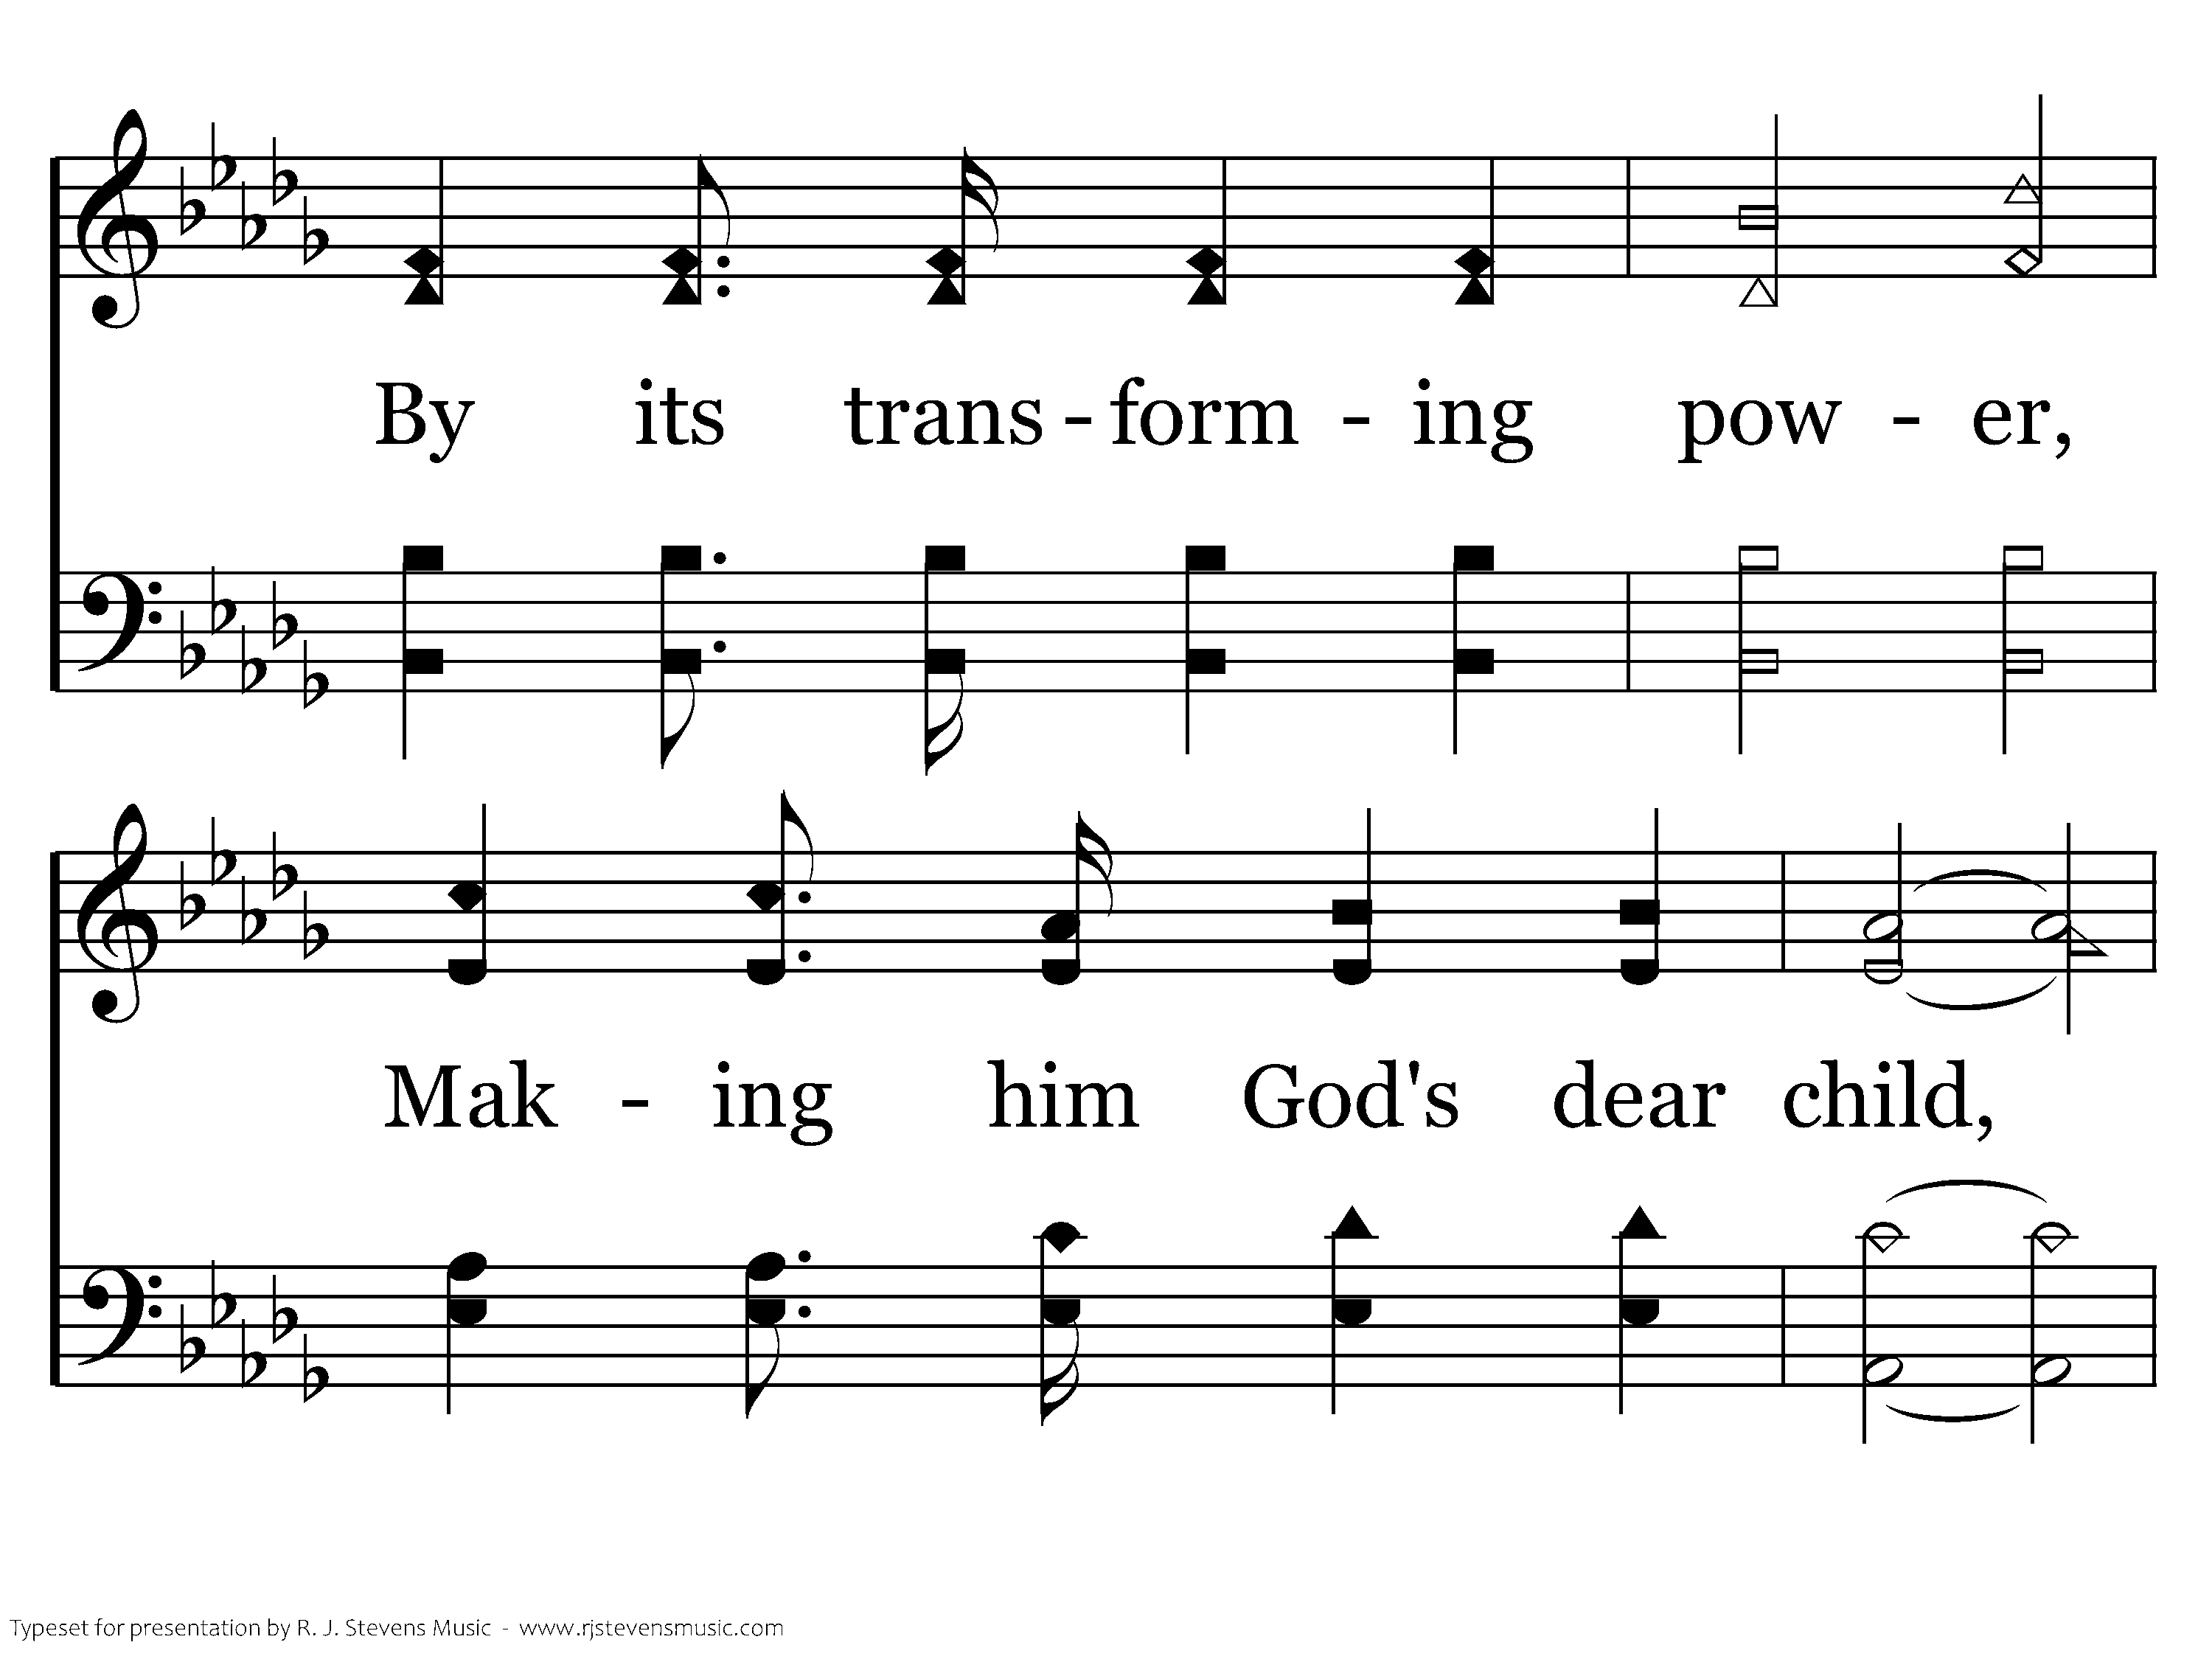 By its trans - form - ing pow - er,
Mak - ing him God's dear child,
Typeset for presentation by R. J. Stevens Music - www.rjstevensmusic.com